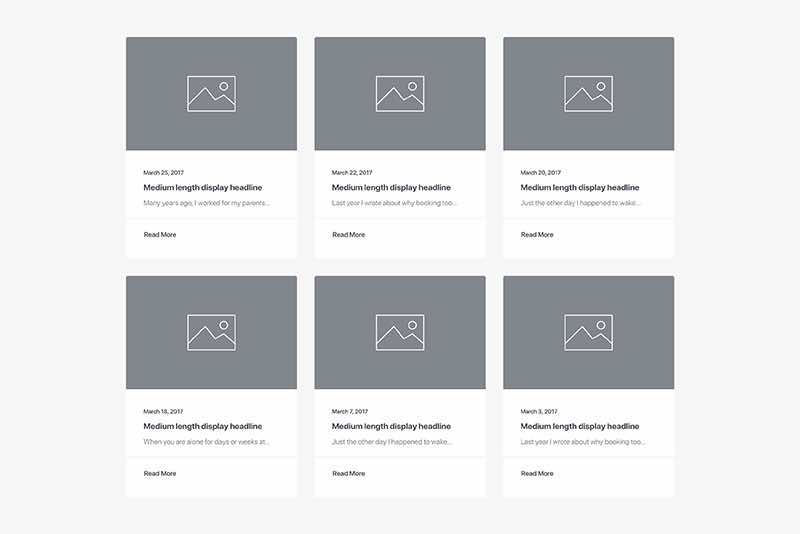 March 25, 2017
Medium length display headline
Many years ago, I worked for my parents...
Read More
March 22, 2017
Medium length display headline
Last year I wrote about why booking too...
Read More
March 20, 2017
Medium length display headline
Just the other day I happened to wake...
Read More
March 18, 2017
Medium length display headline
When you are alone for days or weeks at...
Read More
March 7, 2017
Medium length display headline
Just the other day I happened to wake...
Read More
March 3, 2017
Medium length display headline
Last year I wrote about why booking too...
Read More